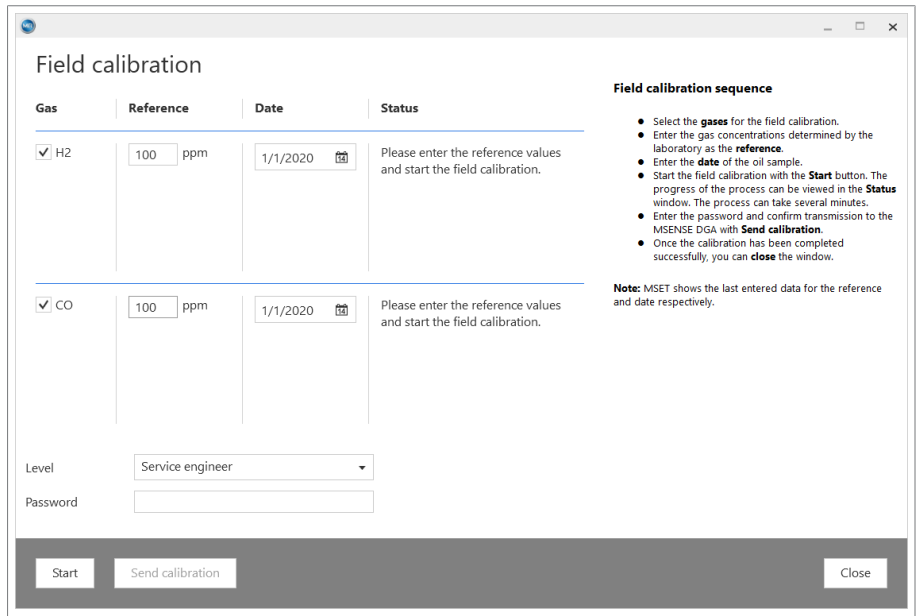 Field calibration
Gas
Reference
Date
Status
H2
100
ppm
1/1/2020
14
Please enter the reference values
and start the field calibration.
CO
100
ppm
1/1/2020
14
Please enter the reference values
and start the field calibration.
Level
Service engineer
Password
Start
Send calibration
Close
Field calibration sequence
● Select the gases for the field calibration.
● Enter the gas concentrations determined by the
laboratory as the reference.
● Enter the date of the oil sample.
● Start the field calibration with the Start button. The
progress of the process can be viewed in the Status
window. The process can take several minutes.
● Enter the password and confirm transmission to the
MSENSE DGA with Send calibration.
● Once the calibration has been completed
successfully, you can close the window.
Note: MSET shows the last entered data for the reference
and date respectively.